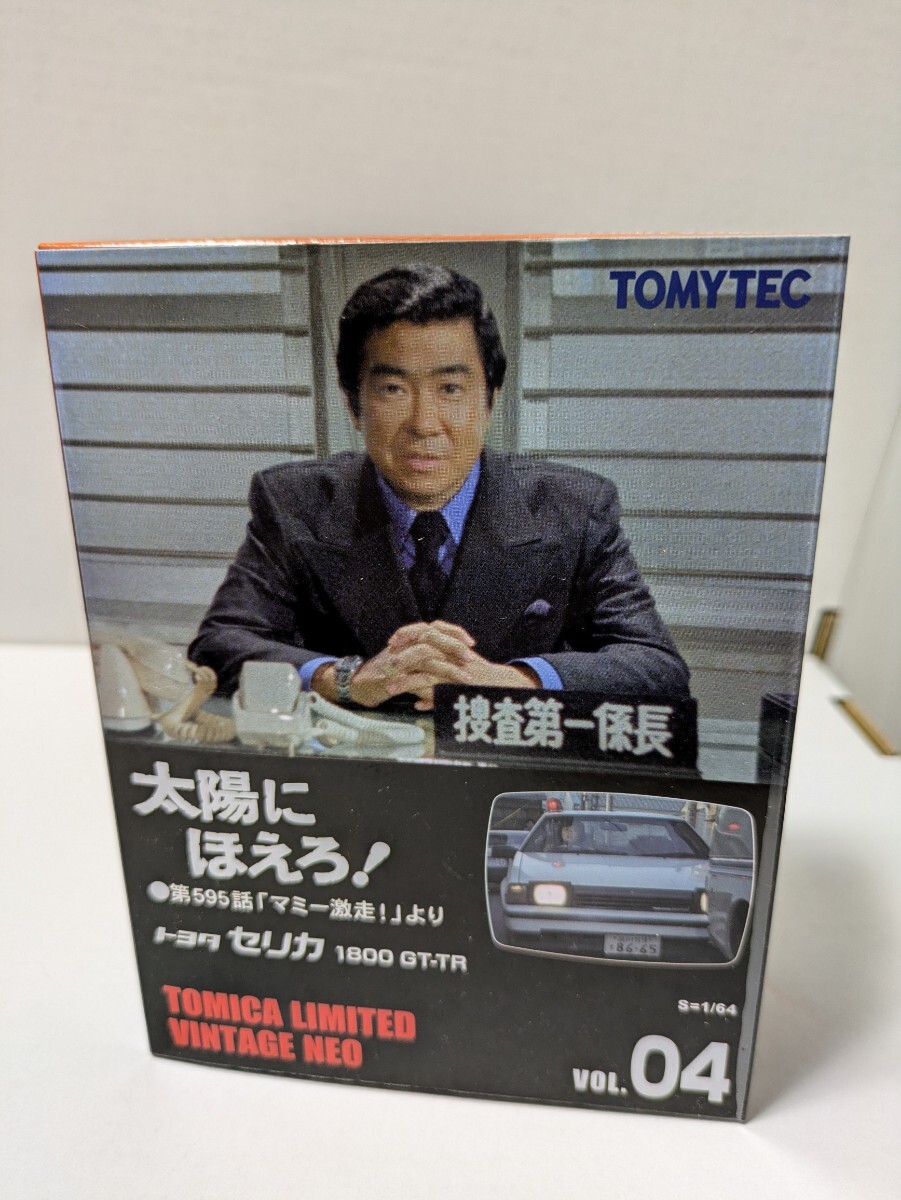 TOMYTEC
捜査第一係長
太陽に
ほえろ!
●第595話「マミー激走!」より
トヨタ セリカ 1800 GT-TR
S=1/64
TOMICA LIMITED
VINTAGE NEO
VOL. 04